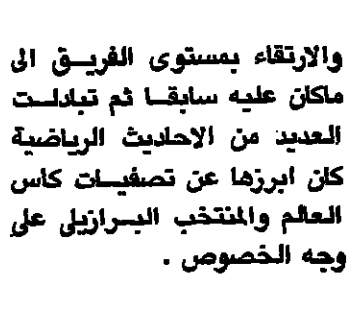 والارتقاء بمستوى الفريق الى
ماكان عليه سابقا ثم تبادلت
العديد من الاحاديث الرياضية
كان ابرزها عن تصفيات كاس
العالم والمنتخب البرازيلي على
وجه الخصوص .